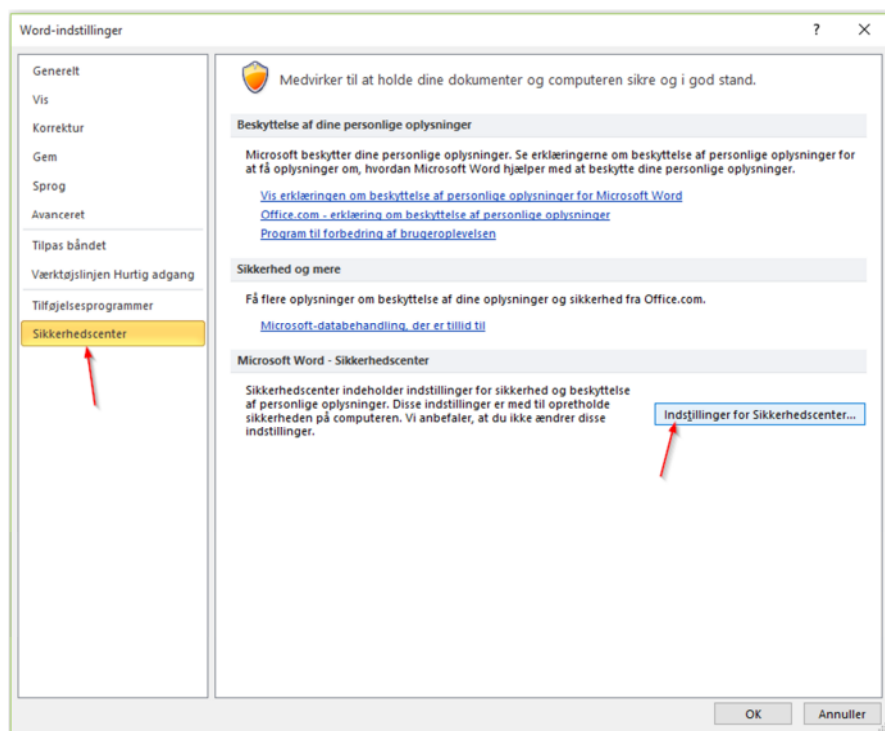 Word-indstillinger
?
Generelt
Vis
Korrektur
Gem
Sprog
Avanceret
Tilpas båndet
Værktøjslinjen Hurtig adgang
Tilføjelsesprogrammer
Sikkerhedscenter
Medvirker til at holde dine dokumenter og computeren sikre og i god stand.
Beskyttelse af dine personlige oplysninger
Microsoft beskytter dine personlige oplysninger. Se erklæringerne om beskyttelse af personlige oplysninger for
at få oplysninger om, hvordan Microsoft Word hjælper med at beskytte dine personlige oplysninger.
Vis erklæringen om beskyttelse af personlige oplysninger for Microsoft Word
Office.com - erklæring om beskyttelse af personlige oplysninger
Program til forbedring af brugeroplevelsen
Sikkerhed og mere
Få flere oplysninger om beskyttelse af dine oplysninger og sikkerhed fra Office.com.
Microsoft-databehandling, der er tillid til
Microsoft Word - Sikkerhedscenter
Sikkerhedscenter indeholder indstillinger for sikkerhed og beskyttelse
af personlige oplysninger. Disse indstillinger er med til opretholde
sikkerheden på computeren. Vi anbefaler, at du ikke ændrer disse
indstillinger.
Indstillinger for Sikkerhedscenter...
OK
Annuller